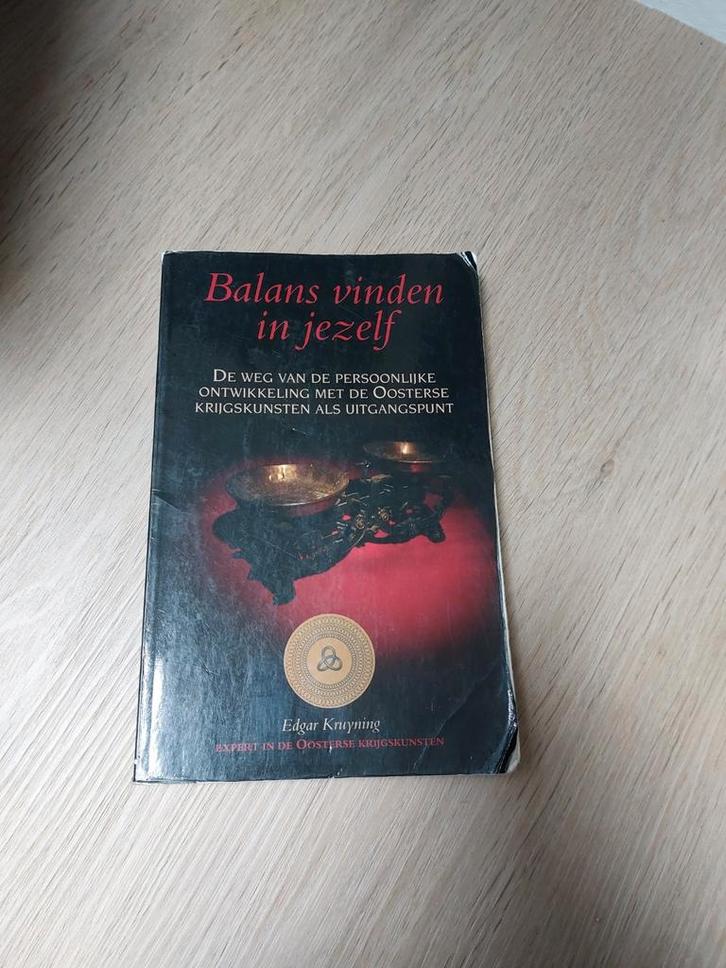 Balans vinden
in jezelf
De weg van de persoonlijke
ontwikkeling met de Oosterse
krijgskunsten als uitgangspunt
Edgar Kruyning
expert in de Oosterse krijgskunsten